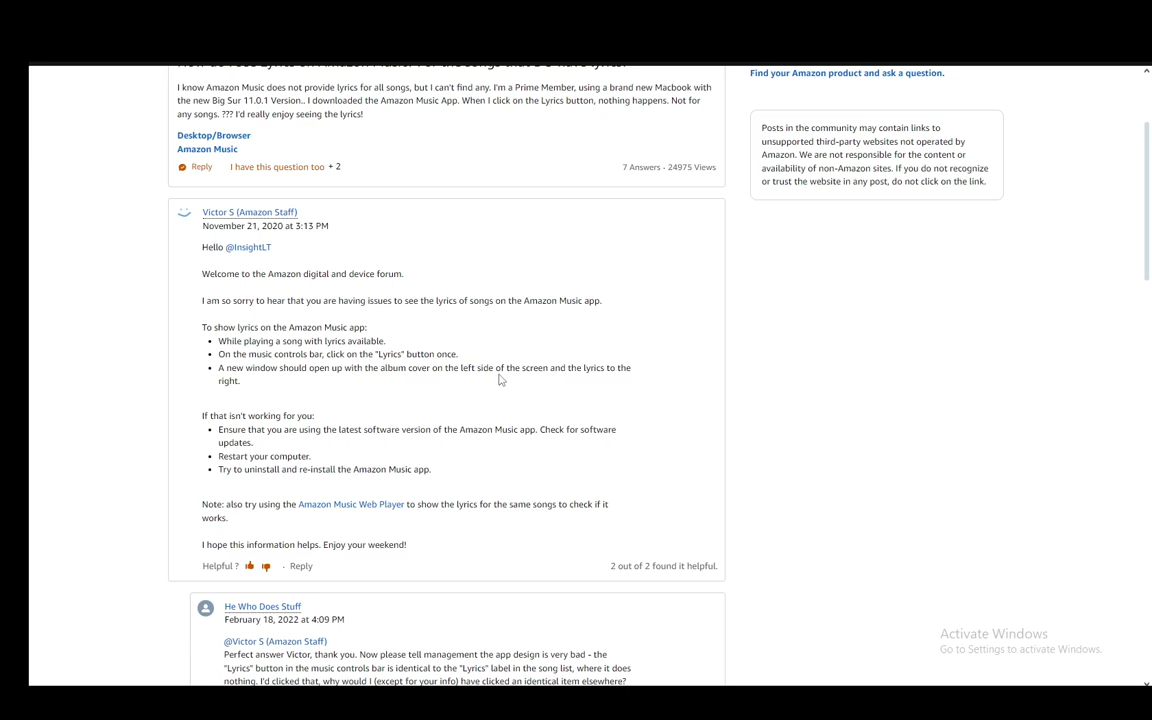 I know Amazon Music does not provide lyrics for all songs, but I can't find any. I'm a Prime Member, using a brand new Macbook with
the new Big Sur 11.0.1 Version.. I downloaded the Amazon Music App. When I click on the Lyrics button, nothing happens. Not for
any songs. ??? I'd really enjoy seeing the lyrics!
Desktop/Browser
Amazon Music
Reply I have this question too + 2 7 Answers - 24975 Views
Find your Amazon product and ask a question.
Posts in the community may contain links to
unsupported third-party websites not operated by
Amazon. We are not responsible for the content or
availability of non-Amazon sites. If you do not recognize
or trust the website in any post, do not click on the link.
Victor S (Amazon Staff)
November 21, 2020 at 3:13 PM
Hello @InsightLT
Welcome to the Amazon digital and device forum.
I am so sorry to hear that you are having issues to see the lyrics of songs on the Amazon Music app.
To show lyrics on the Amazon Music app:
• While playing a song with lyrics available.
• On the music controls bar, click on the "Lyrics" button once.
• A new window should open up with the album cover on the left side of the screen and the lyrics to the
right.
If that isn't working for you:
• Ensure that you are using the latest software version of the Amazon Music app. Check for software
updates.
• Restart your computer.
• Try to uninstall and re-install the Amazon Music app.
Note: also try using the Amazon Music Web Player to show the lyrics for the same songs to check if it
works.
I hope this information helps. Enjoy your weekend!
Helpful ? · Reply 2 out of 2 found it helpful.
He Who Does Stuff
February 18, 2022 at 4:09 PM
@Victor S (Amazon Staff)
Perfect answer Victor, thank you. Now please tell management the app design is very bad - the
"Lyrics" button in the music controls bar is identical to the "Lyrics" label in the song list, where it does
nothing. I'd clicked that, why would I (except for your info) have clicked an identical item elsewhere?
Activate Windows
Go to Settings to activate Windows.